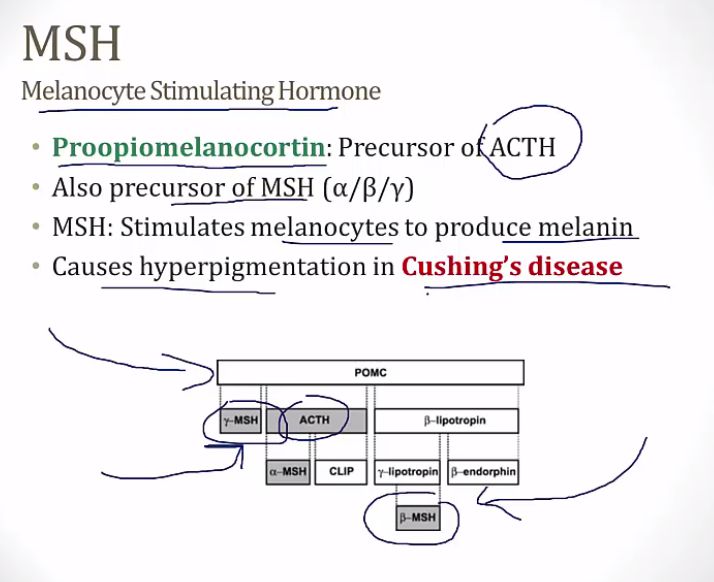 MSH
Melanocyte Stimulating Hormone
• Proopiomelanocortin: Precursor of ACTH
• Also precursor of MSH (α/β/γ)
• MSH: Stimulates melanocytes to produce melanin
• Causes hyperpigmentation in Cushing's disease
POMC
γ-MSH ACTH β-lipotropin
α-MSH CLIP γ-lipotropin β-endorphin
β-MSH